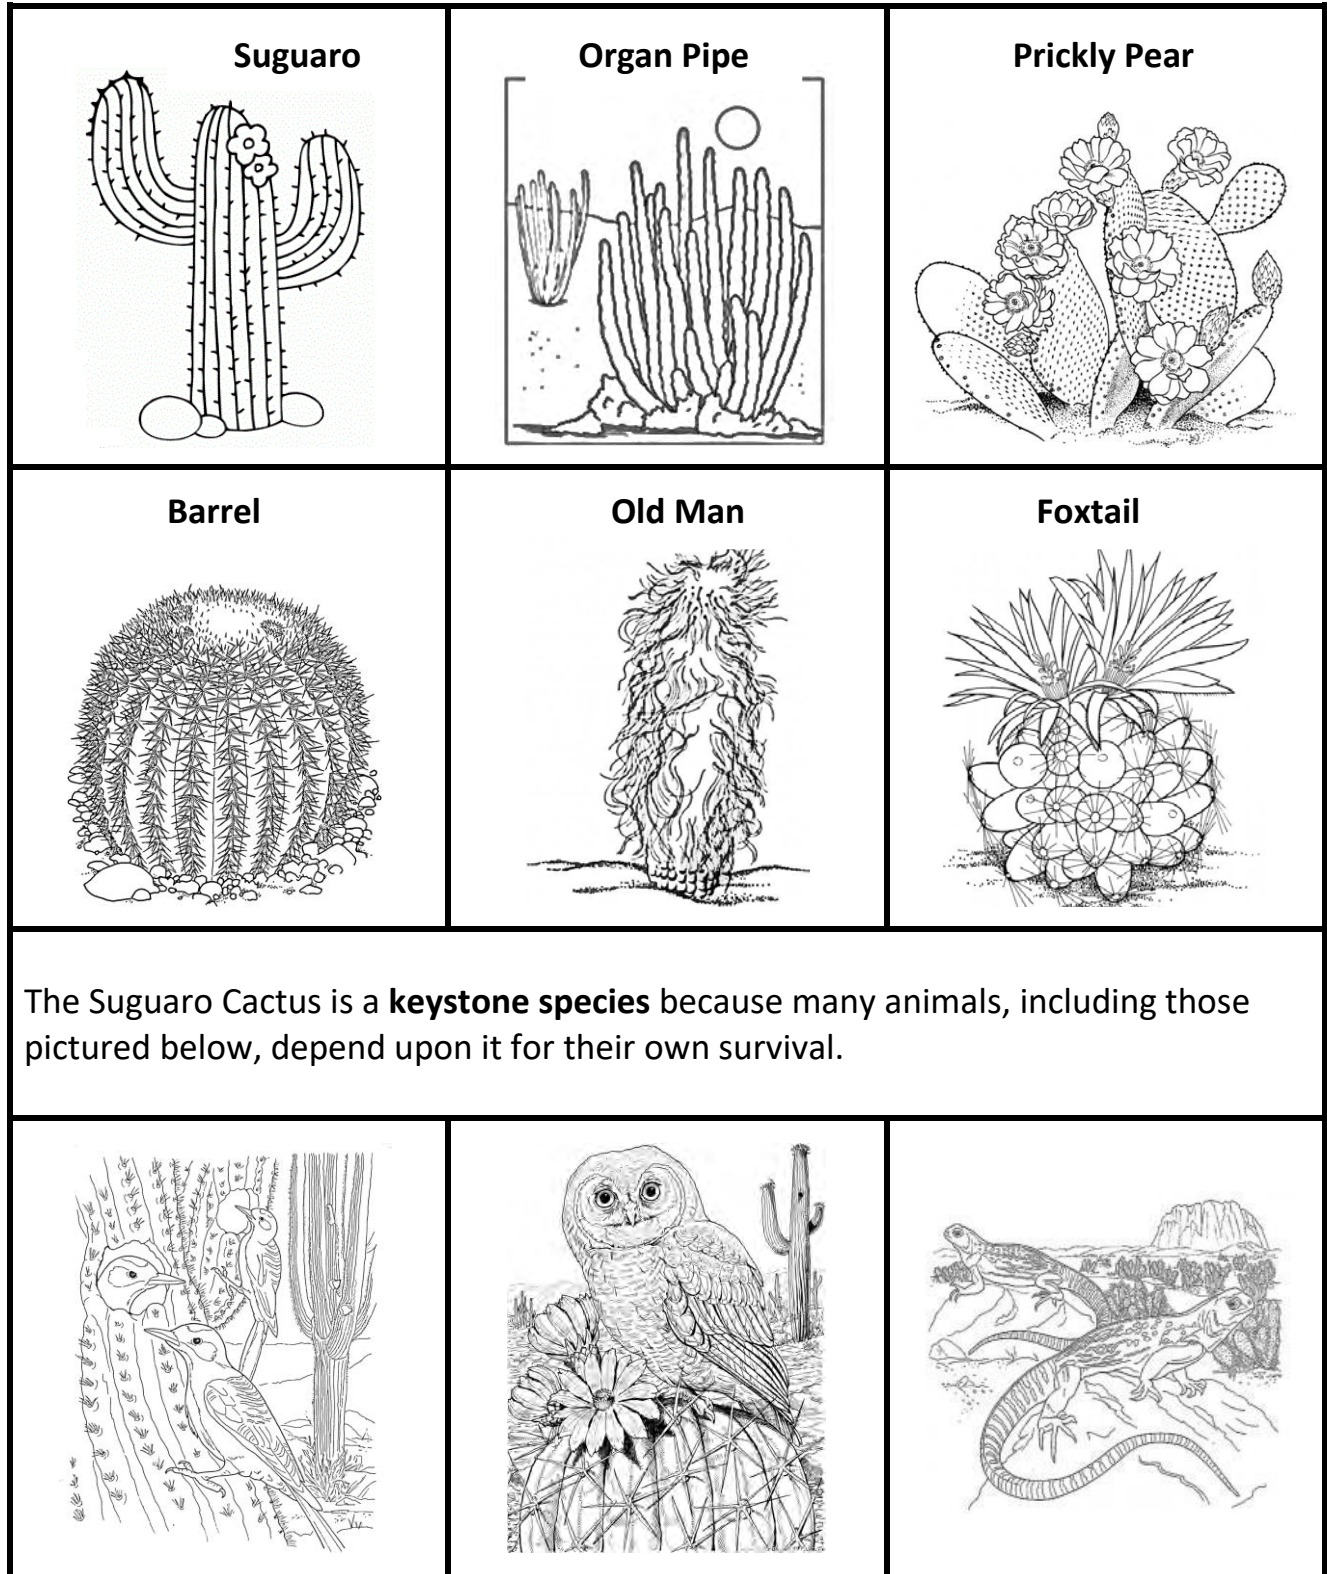 Suguaro
Organ Pipe
Prickly Pear
Barrel
Old Man
Foxtail
The Suguaro Cactus is a keystone species because many animals, including those
pictured below, depend upon it for their own survival.